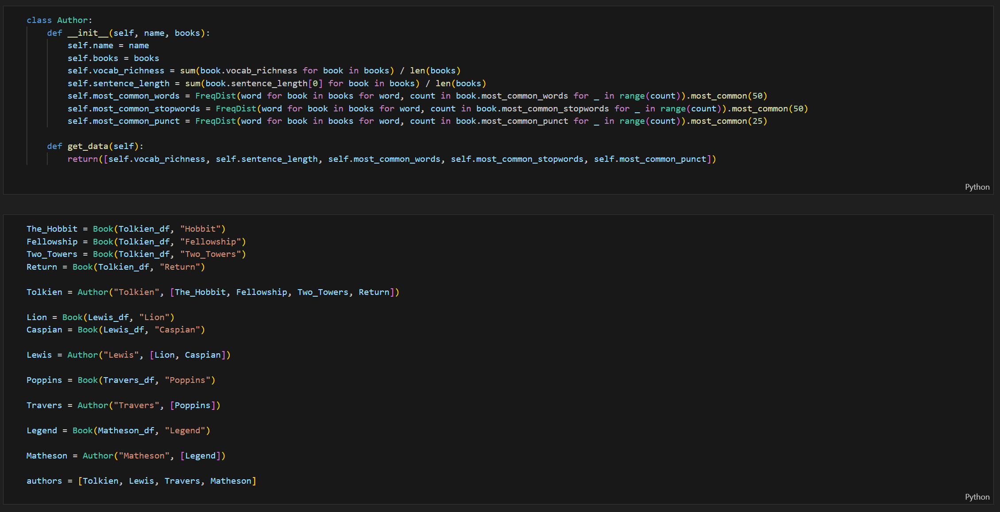 class Author:
    def __init__(self, name, books):
        self.name = name
        self.books = books
        self.vocab_richness = sum(book.vocab_richness for book in books) / len(books)
        self.sentence_length = sum(book.sentence_length[0] for book in books) / len(books)
        self.most_common_words = FreqDist(word for book in books for word, count in book.most_common_words for _ in range(count)).most_common(50)
        self.most_common_stopwords = FreqDist(word for book in books for word, count in book.most_common_stopwords for _ in range(count)).most_common(50)
        self.most_common_punct = FreqDist(word for book in books for word, count in book.most_common_punct for _ in range(count)).most_common(25)

    def get_data(self):
        return([self.vocab_richness, self.sentence_length, self.most_common_words, self.most_common_stopwords, self.most_common_punct])
Python

The_Hobbit = Book(Tolkien_df, "Hobbit")
Fellowship = Book(Tolkien_df, "Fellowship")
Two_Towers = Book(Tolkien_df, "Two_Towers")
Return = Book(Tolkien_df, "Return")

Tolkien = Author("Tolkien", [The_Hobbit, Fellowship, Two_Towers, Return])

Lion = Book(Lewis_df, "Lion")
Caspian = Book(Lewis_df, "Caspian")

Lewis = Author("Lewis", [Lion, Caspian])

Poppins = Book(Travers_df, "Poppins")

Travers = Author("Travers", [Poppins])

Legend = Book(Matheson_df, "Legend")

Matheson = Author("Matheson", [Legend])

authors = [Tolkien, Lewis, Travers, Matheson]
Python